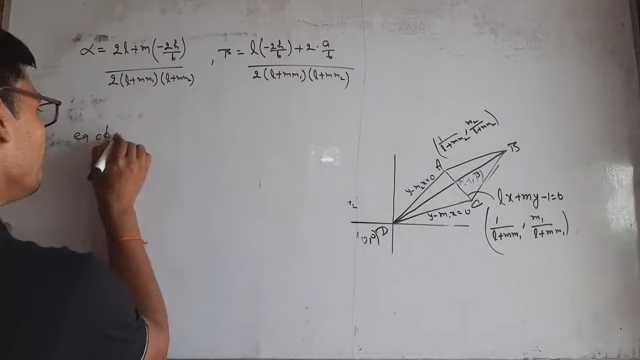 α = 2l+m(-2h/b) / 2(l+mm₁)(l+mm₂) , β = l(-2h/b)+2·a/b / 2(l+mm₁)(l+mm₂)
eq of
(1/l+mm₂, m₂/l+mm₂)
A
B
y-m₂x=0
C
lx+my-1=0
y-m₁x=0
(0,0) D
(1/l+mm₁, m₁/l+mm₁)